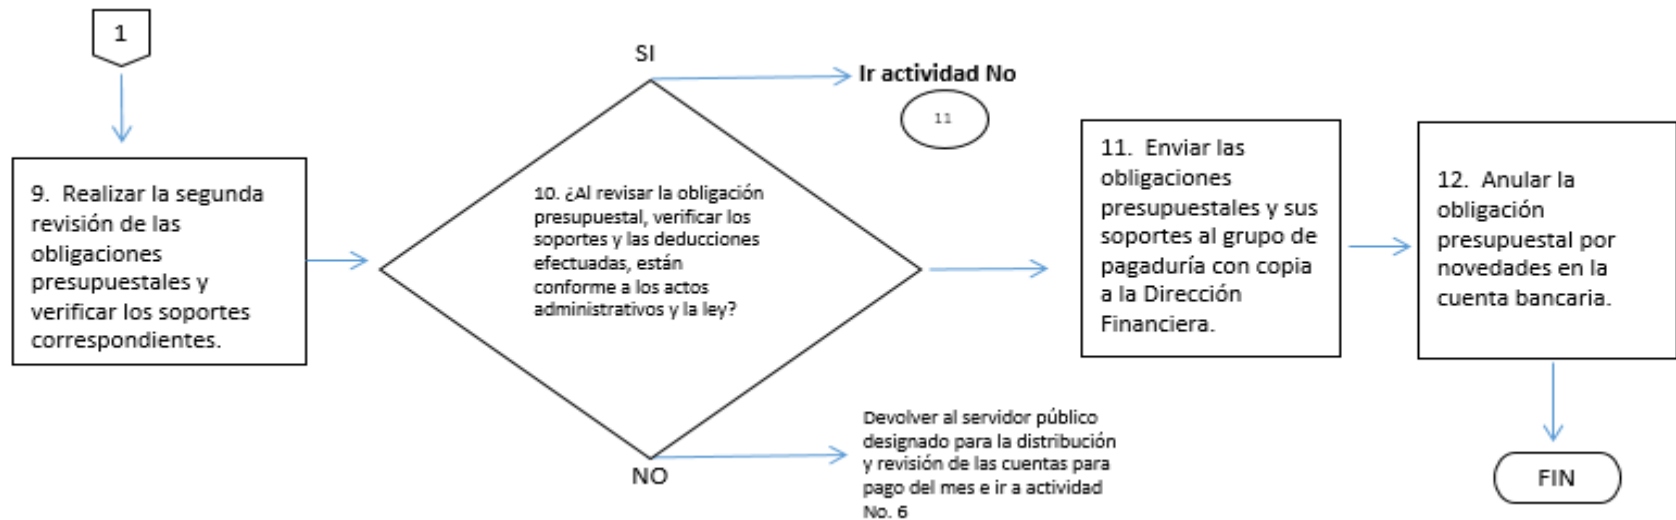 1
9. Realizar la segunda
revisión de las
obligaciones
presupuestales y
verificar los soportes
correspondientes.
SI
10. ¿Al revisar la obligación
presupuestal, verificar los
soportes y las deducciones
efectuadas, están
conforme a los actos
administrativos y la ley?
NO
Ir actividad No
11
Devolver al servidor público
designado para la distribución
y revisión de las cuentas para
pago del mes e ir a actividad
No. 6
11. Enviar las
obligaciones
presupuestales y sus
soportes al grupo de
pagaduría con copia
a la Dirección
Financiera.
12. Anular la
obligación
presupuestal por
novedades en la
cuenta bancaria.
FIN